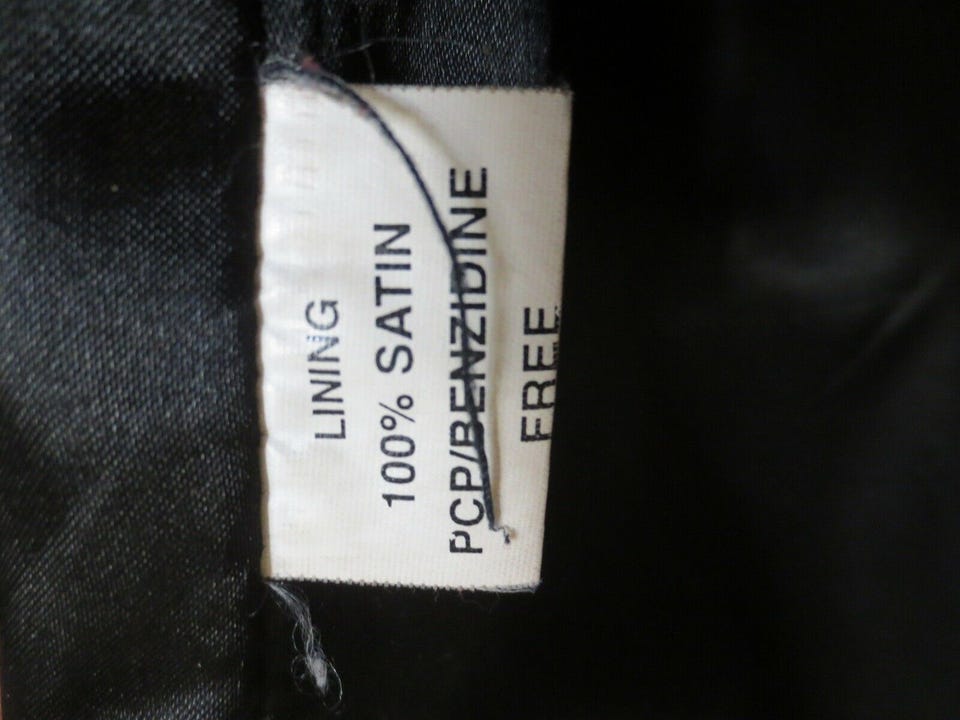 LINING
100% SATIN
PCP/BENZIDINE
FREE